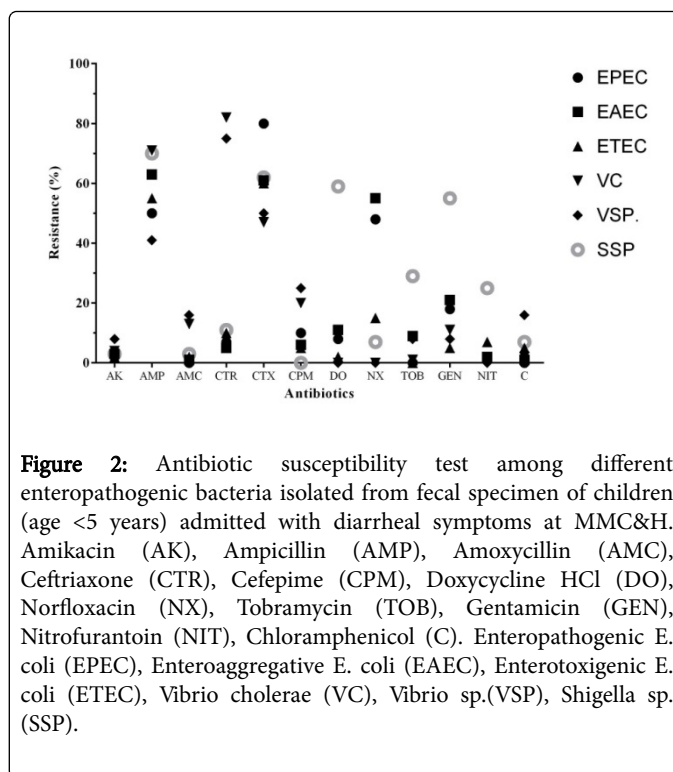 100
80
60
40
20
0
Resistance (%)
AK AMP AMC CTR CTX CPM DO NX TOB GEN NIT C
Antibiotics
EPEC
EAEC
ETEC
VC
VSP.
SSP
Figure 2: Antibiotic susceptibility test among different
enteropathogenic bacteria isolated from fecal specimen of children
(age <5 years) admitted with diarrheal symptoms at MMC&H.
Amikacin (AK), Ampicillin (AMP), Amoxycillin (AMC),
Ceftriaxone (CTR), Cefepime (CPM), Doxycycline HCl (DO),
Norfloxacin (NX), Tobramycin (TOB), Gentamicin (GEN),
Nitrofurantoin (NIT), Chloramphenicol (C). Enteropathogenic E.
coli (EPEC), Enteroaggregative E. coli (EAEC), Enterotoxigenic E.
coli (ETEC), Vibrio cholerae (VC), Vibrio sp.(VSP), Shigella sp.
(SSP).